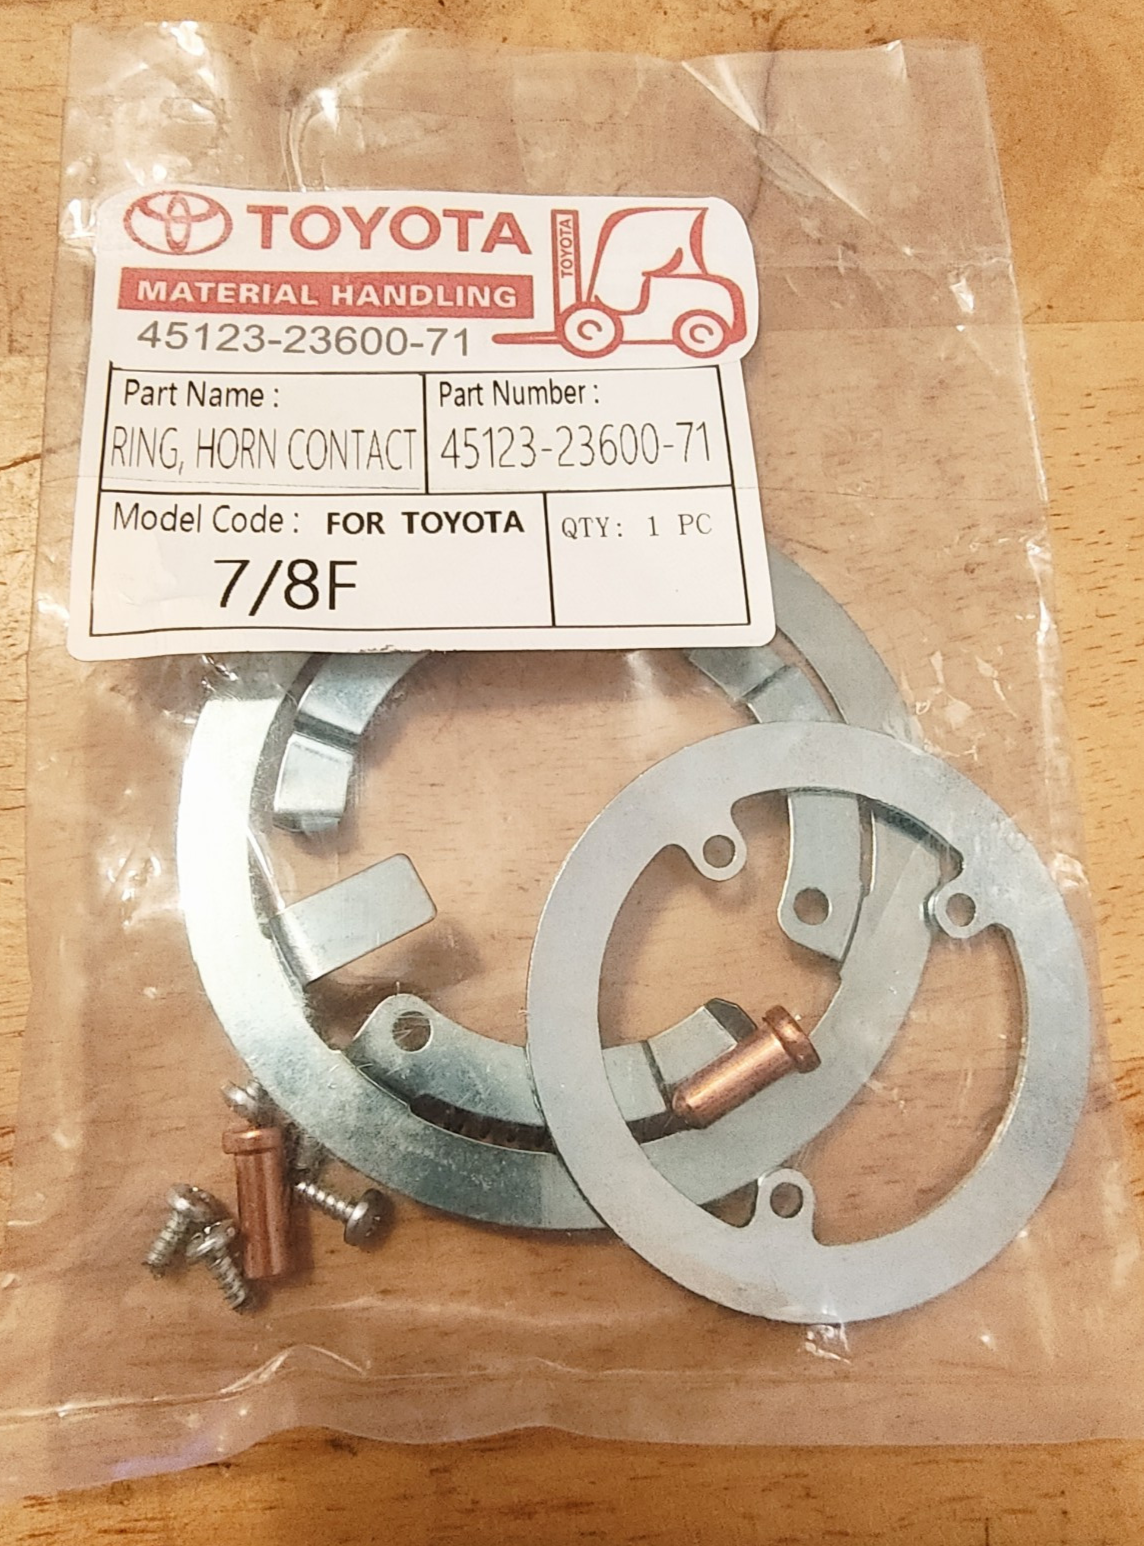 TOYOTA
TOYOTA
MATERIAL HANDLING
45123-23600-71
Part Name :
Part Number :
RING, HORN CONTACT
45123-23600-71
Model Code : FOR TOYOTA
QTY: 1 PC
7/8F